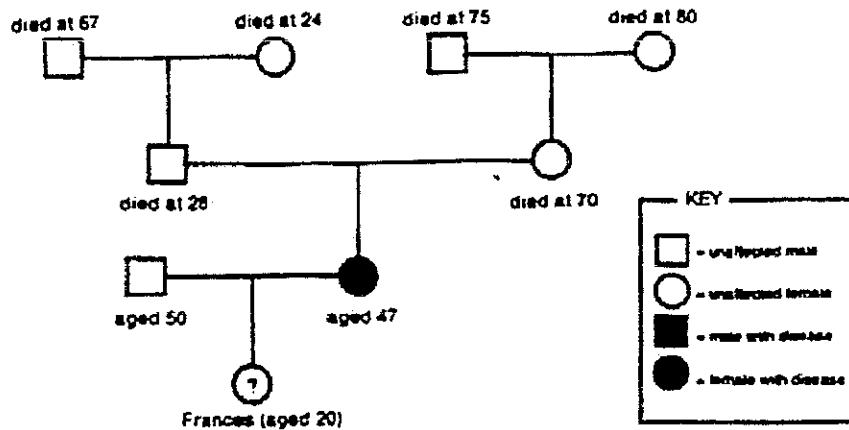 died at 67
died at 24
died at 75
died at 80
died at 28
died at 70
aged 50
aged 47
?
Frances (aged 20)
KEY
= unaffected male
= unaffected female
= male with disease
= female with disease